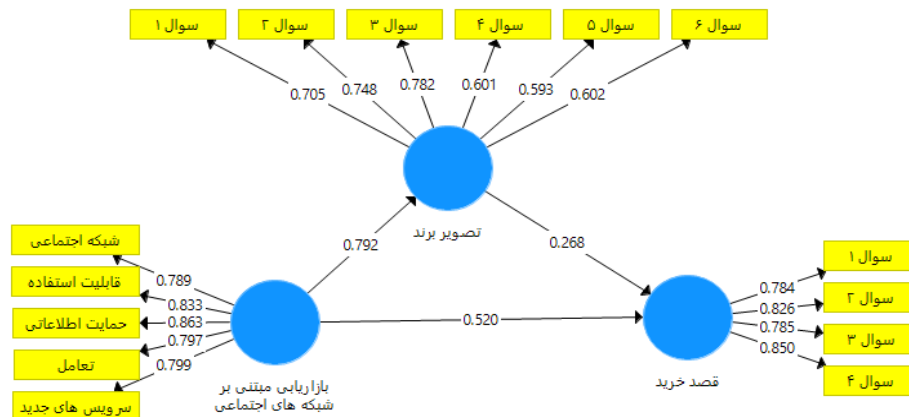 سوال ۱
سوال ۲
سوال ۳
سوال ۴
سوال ۵
سوال ۶
0.705
0.748
0.782
0.601
0.593
0.602
تصویر برند
0.792
0.268
0.520
شبکه اجتماعی
قابلیت استفاده
حمایت اطلاعاتی
تعامل
سرویس های جدید
0.789
0.833
0.863
0.797
0.799
بازاریابی مبتنی بر
شبکه های اجتماعی
سوال ۱
سوال ۲
سوال ۳
سوال ۴
0.784
0.826
0.785
0.850
قصد خرید